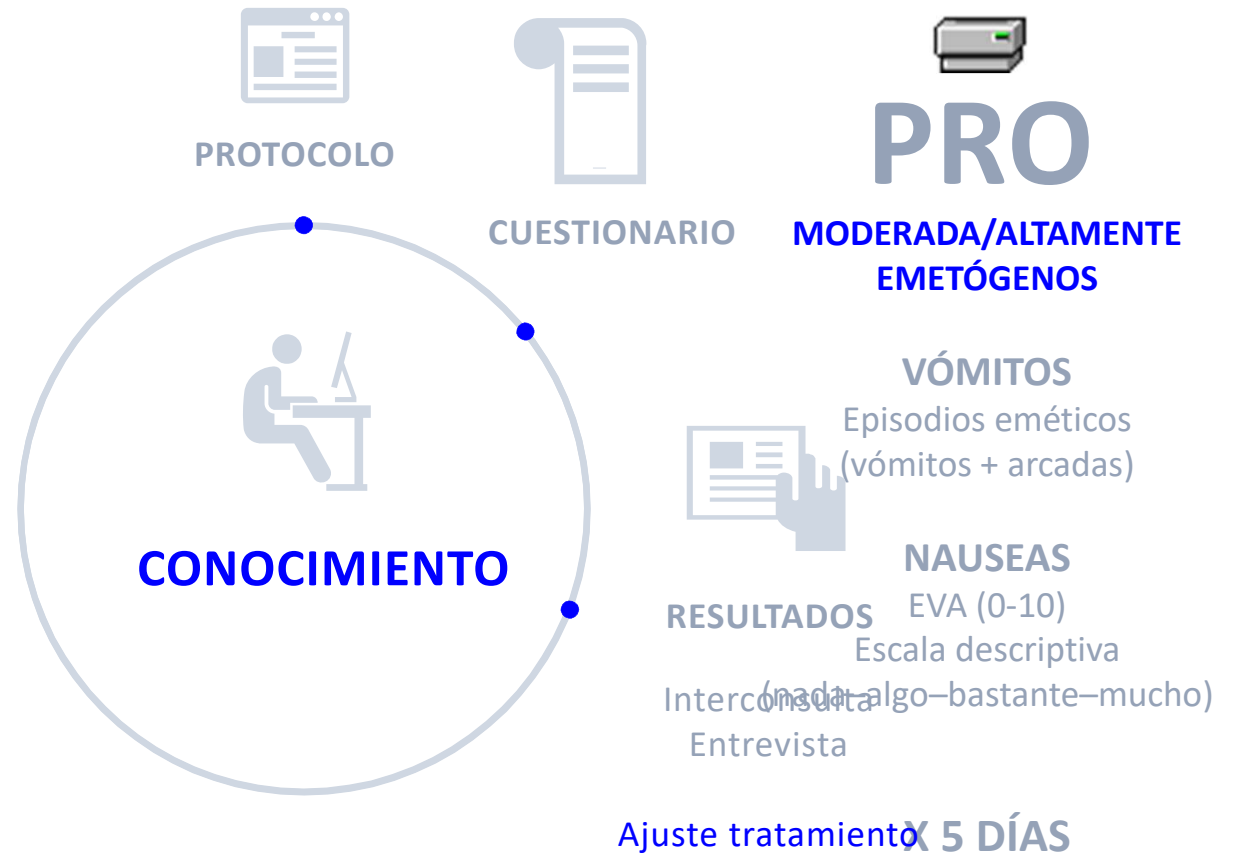 PROTOCOLO
CUESTIONARIO
PRO
MODERADA/ALTAMENTE
EMETÓGENOS
VÓMITOS
Episodios eméticos
(vómitos + arcadas)
CONOCIMIENTO
NAUSEAS
EVA (0-10)
Escala descriptiva
(nada–algo–bastante–mucho)
RESULTADOS
Interconsulta
Entrevista
Ajuste tratamiento
X 5 DÍAS